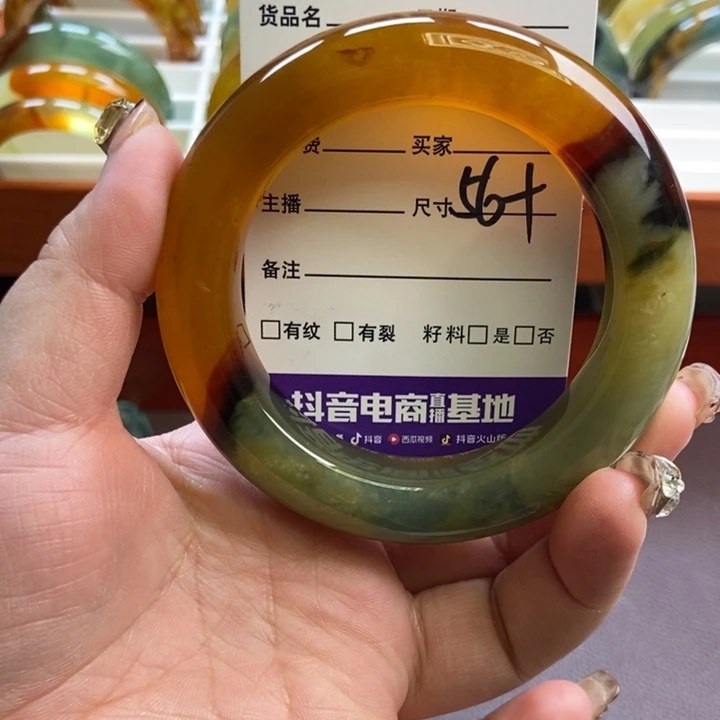 货品名
买家
主播 尺寸 56+
备注
□有纹 □有裂 籽料□是□否
抖音电商直播基地
抖音 西瓜视频 抖音火山版